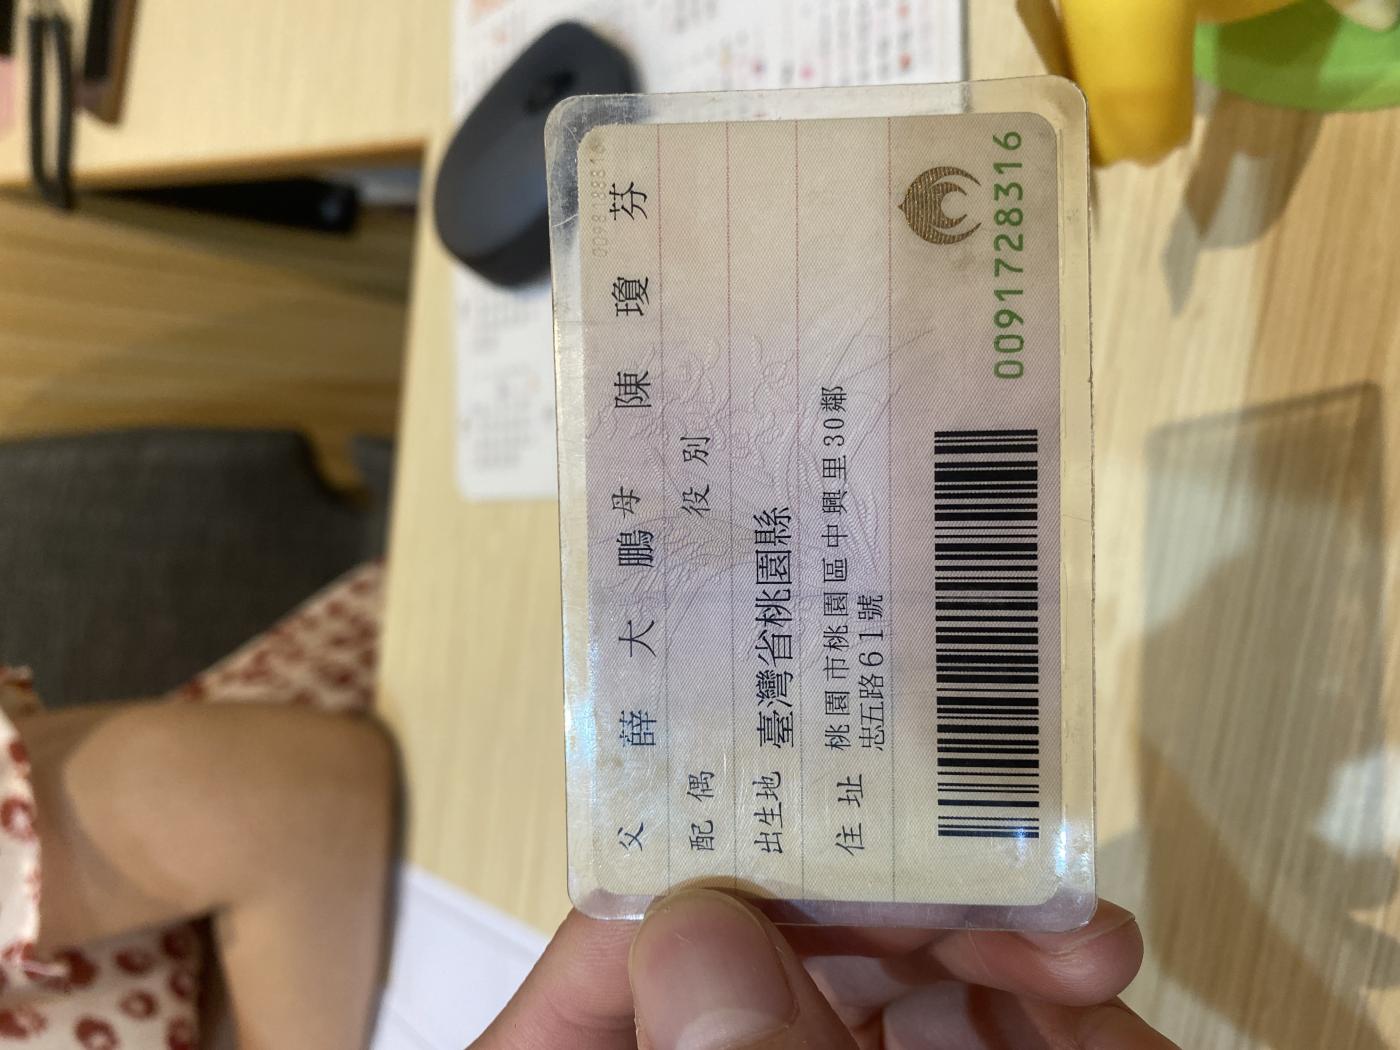 父 薛大鵬 母 陳瓊芬
配偶 役別
出生地 臺灣省桃園縣
住址 桃園市桃園區中興里30鄰
忠五路61號
0091728316